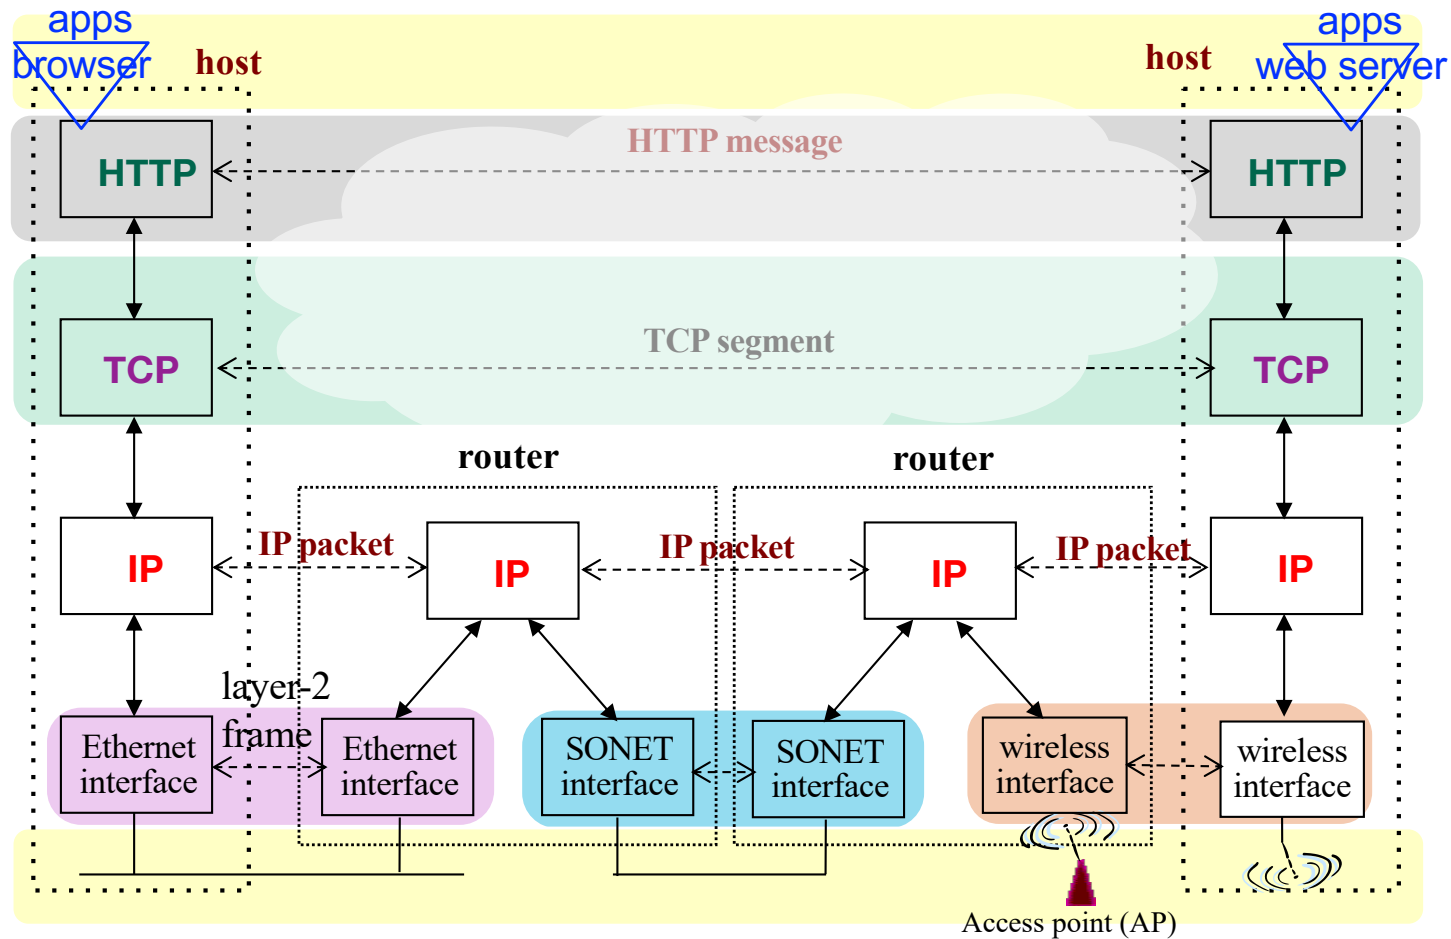 apps
browser
host
host
apps
web server
HTTP message
HTTP
HTTP
TCP segment
TCP
TCP
router
router
IP packet
IP packet
IP packet
IP
IP
IP
IP
layer-2
frame
Ethernet
interface
Ethernet
interface
SONET
interface
SONET
interface
wireless
interface
wireless
interface
Access point (AP)